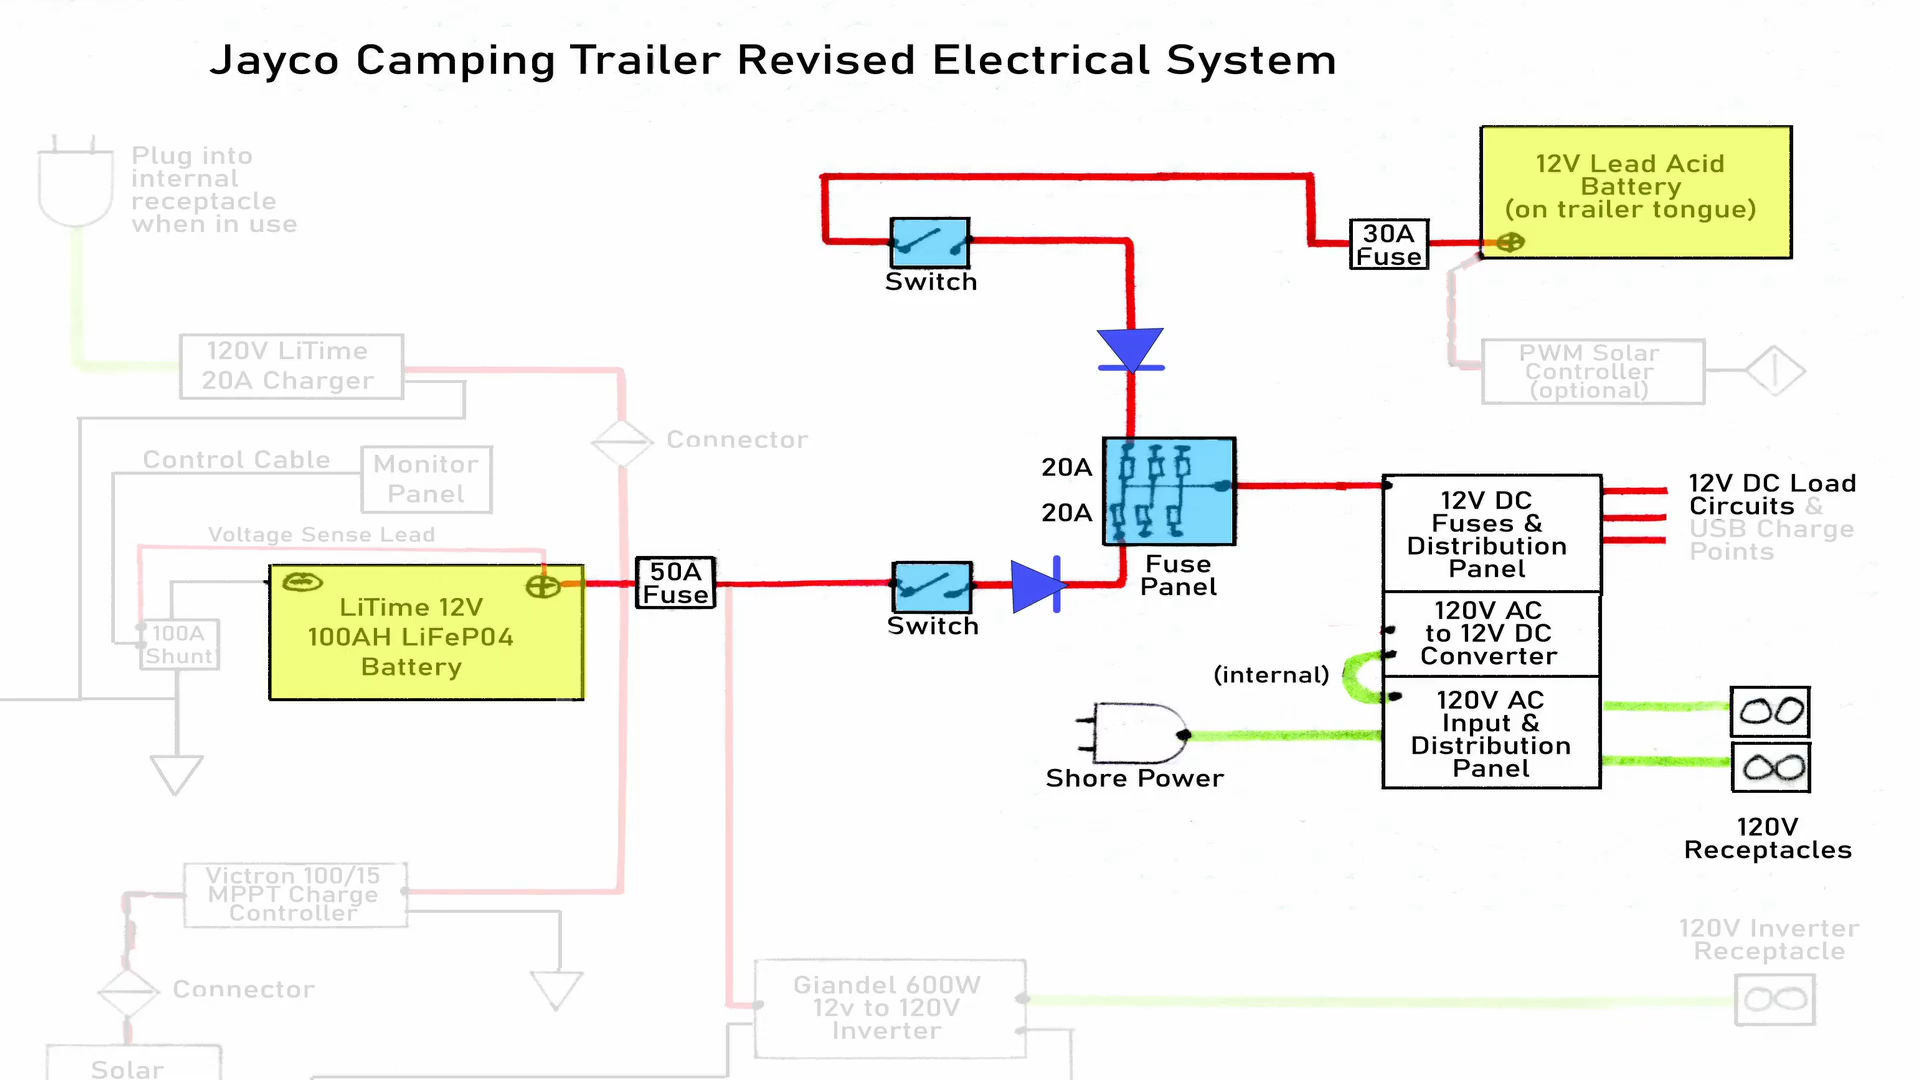 Jayco Camping Trailer Revised Electrical System
Plug into
internal
receptacle
when in use
12V Lead Acid
Battery
(on trailer tongue)
30A
Fuse
Switch
120V LiTime
20A Charger
PWM Solar
Controller
(optional)
Connector
Control Cable
Monitor
Panel
Voltage Sense Lead
20A
20A
Fuse
Panel
12V DC
Fuses &
Distribution
Panel
12V DC Load
Circuits &
USB Charge
Points
50A
Fuse
Switch
LiTime 12V
100AH LiFeP04
Battery
100A
Shunt
120V AC
to 12V DC
Converter
(internal)
120V AC
Input &
Distribution
Panel
Shore Power
120V
Receptacles
Victron 100/15
MPPT Charge
Controller
Connector
Giandel 600W
12v to 120V
Inverter
120V Inverter
Receptacle
Solar